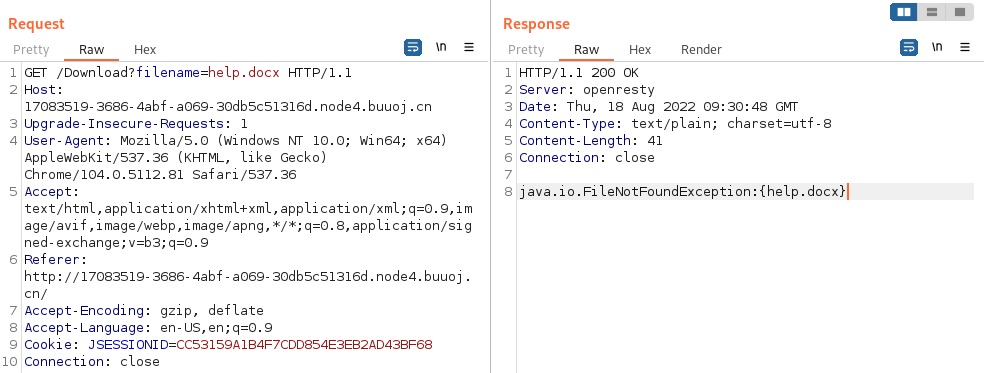 Request
Pretty Raw Hex \n
1 GET /Download?filename=help.docx HTTP/1.1
2 Host:
17083519-3686-4abf-a069-30db5c51316d.node4.buuoj.cn
3 Upgrade-Insecure-Requests: 1
4 User-Agent: Mozilla/5.0 (Windows NT 10.0; Win64; x64)
AppleWebKit/537.36 (KHTML, like Gecko)
Chrome/104.0.5112.81 Safari/537.36
5 Accept:
text/html,application/xhtml+xml,application/xml;q=0.9,im
age/avif,image/webp,image/apng,*/*;q=0.8,application/sig
ned-exchange;v=b3;q=0.9
6 Referer:
http://17083519-3686-4abf-a069-30db5c51316d.node4.buuoj.
cn/
7 Accept-Encoding: gzip, deflate
8 Accept-Language: en-US,en;q=0.9
9 Cookie: JSESSIONID=CC53159A1B4F7CDD854E3EB2AD43BF68
10 Connection: close
Response
Pretty Raw Hex Render \n
1 HTTP/1.1 200 OK
2 Server: openresty
3 Date: Thu, 18 Aug 2022 09:30:48 GMT
4 Content-Type: text/plain; charset=utf-8
5 Content-Length: 41
6 Connection: close
7
8 java.io.FileNotFoundException:{help.docx}